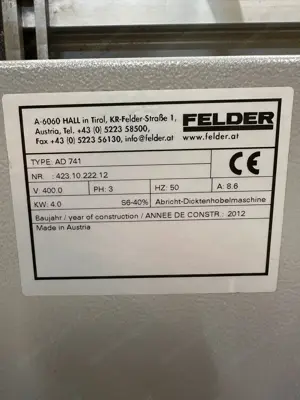 A-6060 HALL in Tirol, KR-Felder-Straße 1,
Austria, Tel. +43 (0) 5223 58500,
Fax +43 (0) 5223 56130, info@felder.at
FELDER
www.felder.at
TYPE: AD 741
NR. : 423.10.222.12
V: 400.0 PH: 3 HZ: 50 A: 8.6
KW: 4.0 S6-40% Abricht-Dicktenhobelmaschine
Baujahr / year of construction / ANNEE DE CONSTR.: 2012
Made in Austria
CE